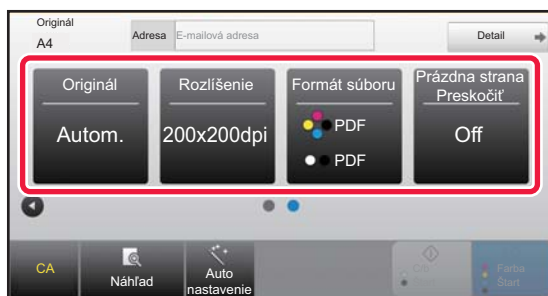 Originál
A4
Adresa
E-mailová adresa
Detail
Originál
Autom.
Rozlíšenie
200x200dpi
Formát súboru
PDF
PDF
Prázdna strana
Preskočiť
Off
CA
Náhľad
Auto
nastavenie
Štart
Farba
Štart